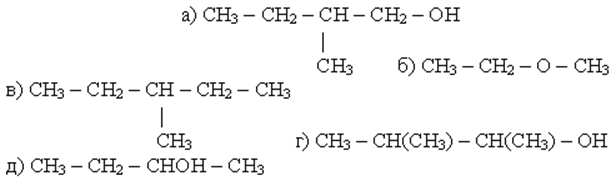 а) CH₃ – CH₂ – CH – CH₂ – OH
|
CH₃ б) CH₃ – CH₂ – O – CH₃
в) CH₃ – CH₂ – CH – CH₂ – CH₃
|
CH₃ г) CH₃ – CH(CH₃) – CH(CH₃) – OH
д) CH₃ – CH₂ – CHOH – CH₃